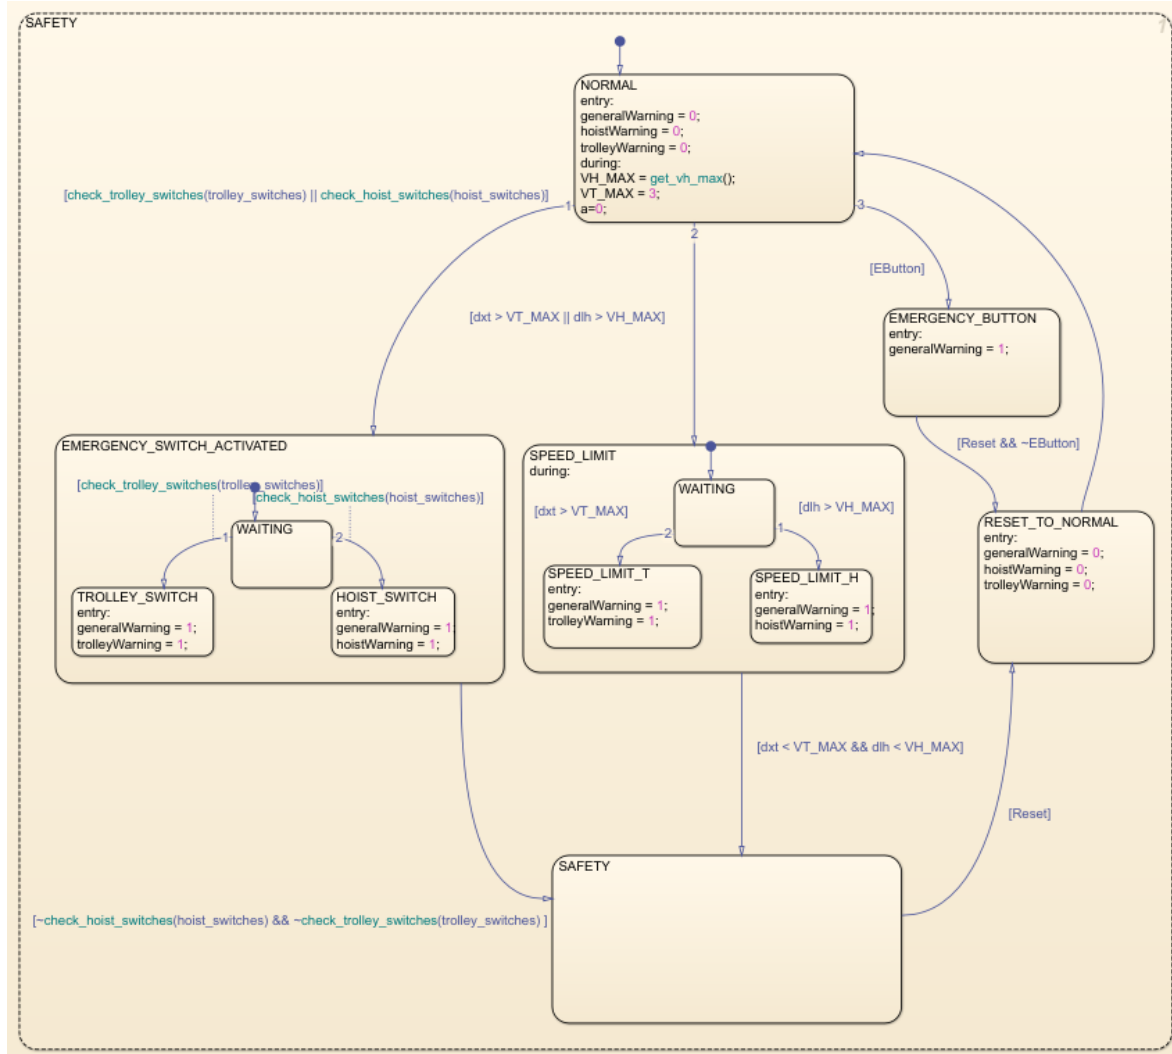 SAFETY
1
NORMAL
entry:
generalWarning = 0;
hoistWarning = 0;
trolleyWarning = 0;
during:
VH_MAX = get_vh_max();
VT_MAX = 3;
a=0;
[check_trolley_switches(trolley_switches) || check_hoist_switches(hoist_switches)]
1
2
3
[EButton]
[dxt > VT_MAX || dlh > VH_MAX]
EMERGENCY_BUTTON
entry:
generalWarning = 1;
[Reset && ~EButton]
EMERGENCY_SWITCH_ACTIVATED
[check_trolley_switches(trolley_switches)]
[check_hoist_switches(hoist_switches)]
WAITING
1
2
TROLLEY_SWITCH
entry:
generalWarning = 1;
trolleyWarning = 1;
HOIST_SWITCH
entry:
generalWarning = 1;
hoistWarning = 1;
SPEED_LIMIT
during:
WAITING
[dxt > VT_MAX]
[dlh > VH_MAX]
2
1
SPEED_LIMIT_T
entry:
generalWarning = 1;
trolleyWarning = 1;
SPEED_LIMIT_H
entry:
generalWarning = 1;
hoistWarning = 1;
RESET_TO_NORMAL
entry:
generalWarning = 0;
hoistWarning = 0;
trolleyWarning = 0;
[dxt < VT_MAX && dlh < VH_MAX]
[Reset]
SAFETY
[~check_hoist_switches(hoist_switches) && ~check_trolley_switches(trolley_switches) ]